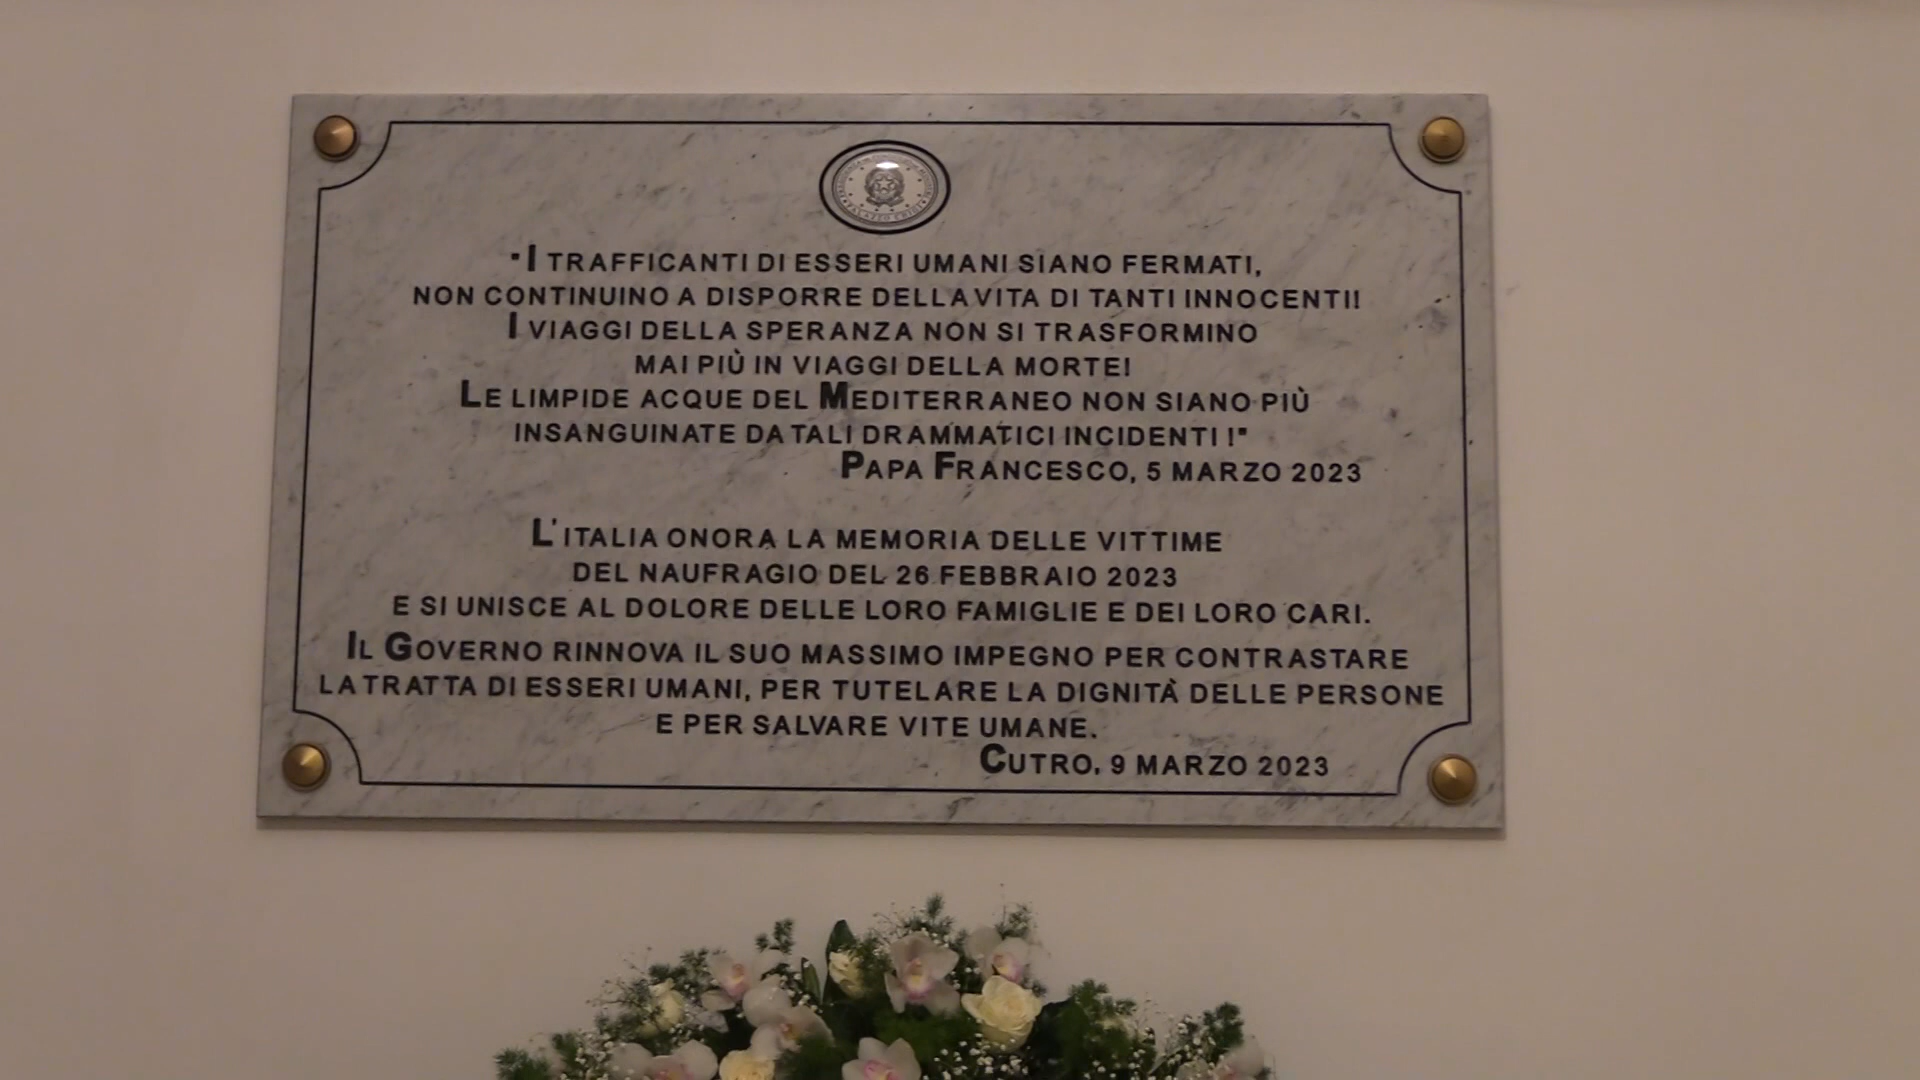 "I TRAFFICANTI DI ESSERI UMANI SIANO FERMATI,
NON CONTINUINO A DISPORRE DELLA VITA DI TANTI INNOCENTI!
I VIAGGI DELLA SPERANZA NON SI TRASFORMINO
MAI PIÙ IN VIAGGI DELLA MORTE!
LE LIMPIDE ACQUE DEL MEDITERRANEO NON SIANO PIÙ
INSANGUINATE DA TALI DRAMMATICI INCIDENTI !"
PAPA FRANCESCO, 5 MARZO 2023
L'ITALIA ONORA LA MEMORIA DELLE VITTIME
DEL NAUFRAGIO DEL 26 FEBBRAIO 2023
E SI UNISCE AL DOLORE DELLE LORO FAMIGLIE E DEI LORO CARI.
IL GOVERNO RINNOVA IL SUO MASSIMO IMPEGNO PER CONTRASTARE
LA TRATTA DI ESSERI UMANI, PER TUTELARE LA DIGNITÀ DELLE PERSONE
E PER SALVARE VITE UMANE.
CUTRO, 9 MARZO 2023